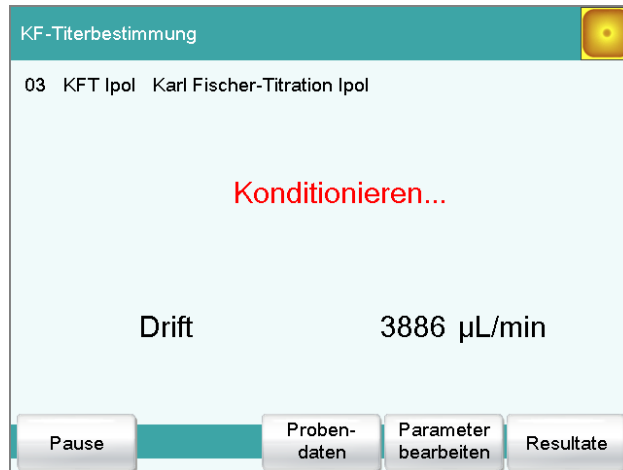 KF-Titerbestimmung
03 KFT Ipol Karl Fischer-Titration Ipol
Konditionieren...
Drift 3886 µL/min
Pause
Proben-
daten
Parameter
bearbeiten
Resultate